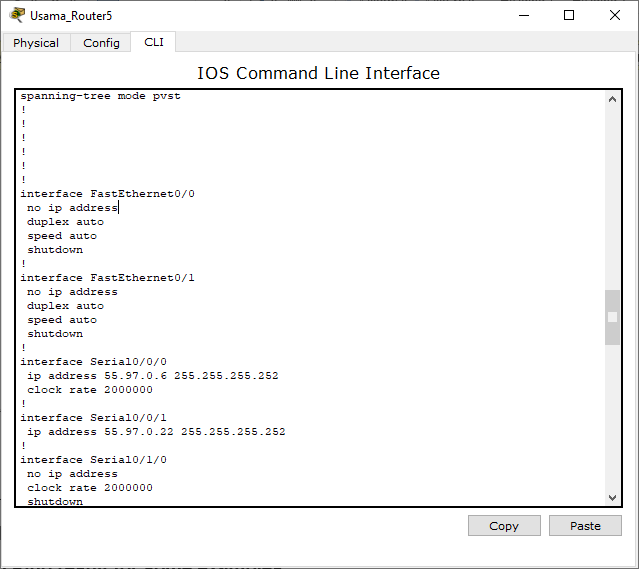 Usama_Router5
Physical Config CLI
IOS Command Line Interface
spanning-tree mode pvst
!
!
!
!
!
!
interface FastEthernet0/0
no ip address
duplex auto
speed auto
shutdown
!
interface FastEthernet0/1
no ip address
duplex auto
speed auto
shutdown
!
interface Serial0/0/0
ip address 55.97.0.6 255.255.255.252
clock rate 2000000
!
interface Serial0/0/1
ip address 55.97.0.22 255.255.255.252
!
interface Serial0/1/0
no ip address
clock rate 2000000
shutdown
Copy Paste